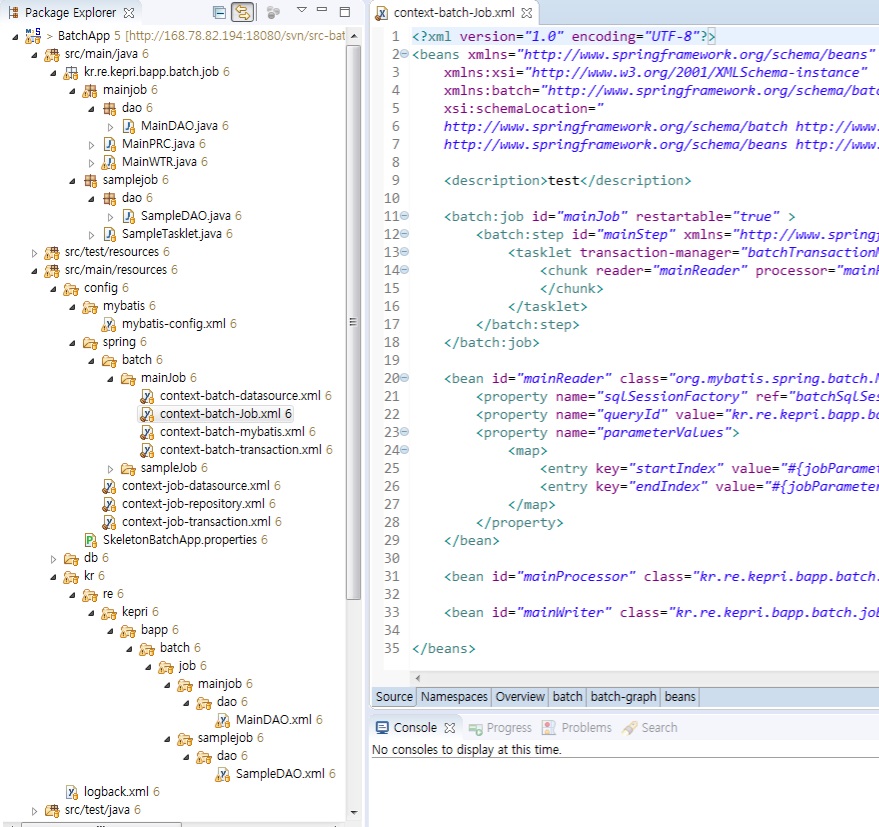 Package Explorer
> BatchApp 5 [http://168.78.82.194:18080/svn/src-bat
src/main/java 6
kr.re.kepri.bapp.batch.job 6
mainjob 6
dao 6
MainDAO.java 6
MainPRC.java 6
MainWTR.java 6
samplejob 6
dao 6
SampleDAO.java 6
SampleTasklet.java 6
src/test/resources 6
src/main/resources 6
config 6
mybatis 6
mybatis-config.xml 6
spring 6
batch 6
mainJob 6
context-batch-datasource.xml 6
context-batch-Job.xml 6
context-batch-mybatis.xml 6
context-batch-transaction.xml 6
sampleJob 6
context-job-datasource.xml 6
context-job-repository.xml 6
context-job-transaction.xml 6
SkeletonBatchApp.properties 6
db 6
kr 6
re 6
kepri 6
bapp 6
batch 6
job 6
mainjob 6
dao 6
MainDAO.xml 6
samplejob 6
dao 6
SampleDAO.xml 6
logback.xml 6
src/test/java 6
context-batch-Job.xml
1 <?xml version="1.0" encoding="UTF-8"?>
2 <beans xmlns="http://www.springframework.org/schema/beans"
3 xmlns:xsi="http://www.w3.org/2001/XMLSchema-instance"
4 xmlns:batch="http://www.springframework.org/schema/batc
5 xsi:schemaLocation="
6 http://www.springframework.org/schema/batch http://www.
7 http://www.springframework.org/schema/beans http://www.
8
9 <description>test</description>
10
11 <batch:job id="mainJob" restartable="true" >
12 <batch:step id="mainStep" xmlns="http://www.springf
13 <tasklet transaction-manager="batchTransactionM
14 <chunk reader="mainReader" processor="mainP
15 </chunk>
16 </tasklet>
17 </batch:step>
18 </batch:job>
19
20 <bean id="mainReader" class="org.mybatis.spring.batch.M
21 <property name="sqlSessionFactory" ref="batchSqlSes
22 <property name="queryId" value="kr.re.kepri.bapp.ba
23 <property name="parameterValues">
24 <map>
25 <entry key="startIndex" value="#{jobParamete
26 <entry key="endIndex" value="#{jobParameter
27 </map>
28 </property>
29 </bean>
30
31 <bean id="mainProcessor" class="kr.re.kepri.bapp.batch.
32
33 <bean id="mainWriter" class="kr.re.kepri.bapp.batch.job
34
35 </beans>
Source Namespaces Overview batch batch-graph beans
Console Progress Problems Search
No consoles to display at this time.